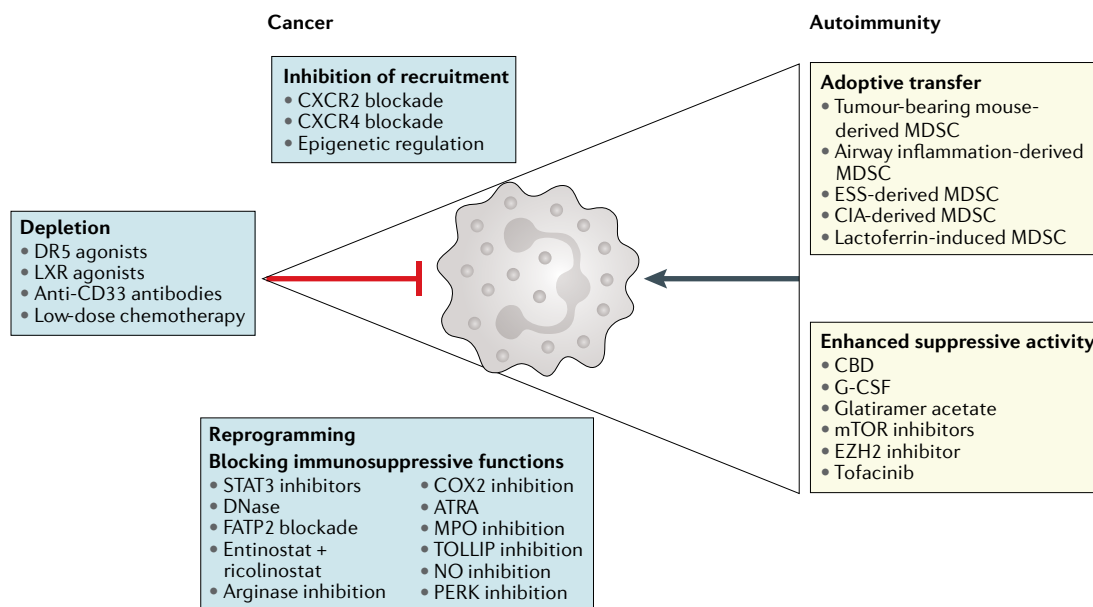 Cancer
Autoimmunity
Inhibition of recruitment
• CXCR2 blockade
• CXCR4 blockade
• Epigenetic regulation
Depletion
• DR5 agonists
• LXR agonists
• Anti-CD33 antibodies
• Low-dose chemotherapy
Reprogramming
Blocking immunosuppressive functions
• STAT3 inhibitors
• DNase
• FATP2 blockade
• Entinostat +
ricolinostat
• Arginase inhibition
• COX2 inhibition
• ATRA
• MPO inhibition
• TOLLIP inhibition
• NO inhibition
• PERK inhibition
Adoptive transfer
• Tumour-bearing mouse-
derived MDSC
• Airway inflammation-derived
MDSC
• ESS-derived MDSC
• CIA-derived MDSC
• Lactoferrin-induced MDSC
Enhanced suppressive activity
• CBD
• G-CSF
• Glatiramer acetate
• mTOR inhibitors
• EZH2 inhibitor
• Tofacinib